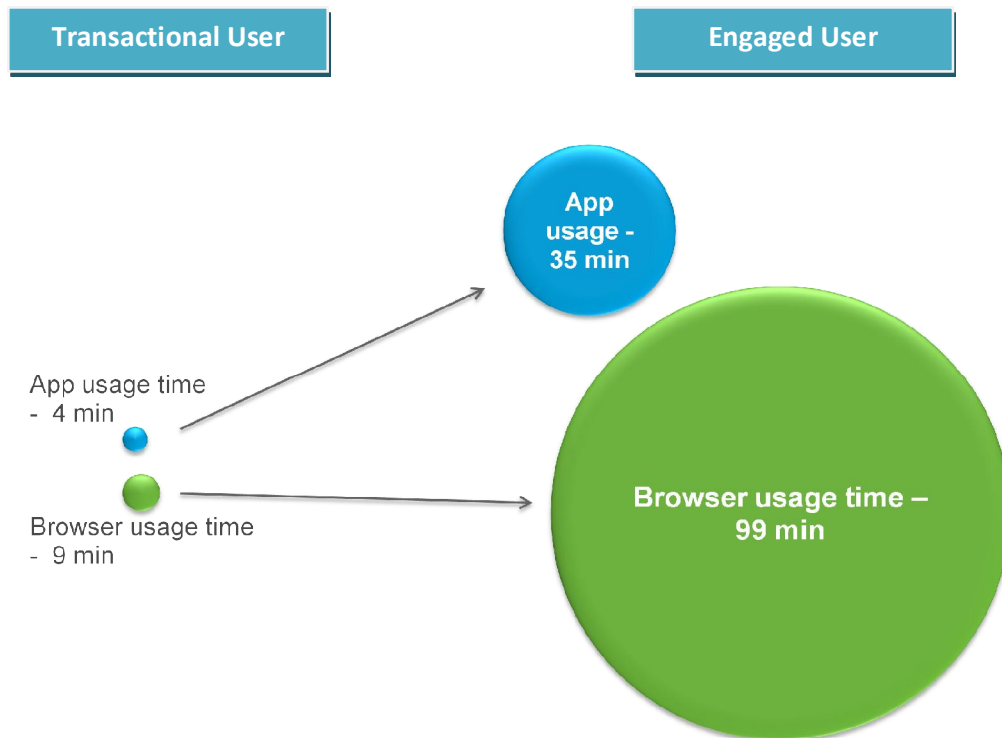 Transactional User
Engaged User
App
usage -
35 min
App usage time
- 4 min
Browser usage time –
99 min
Browser usage time
- 9 min